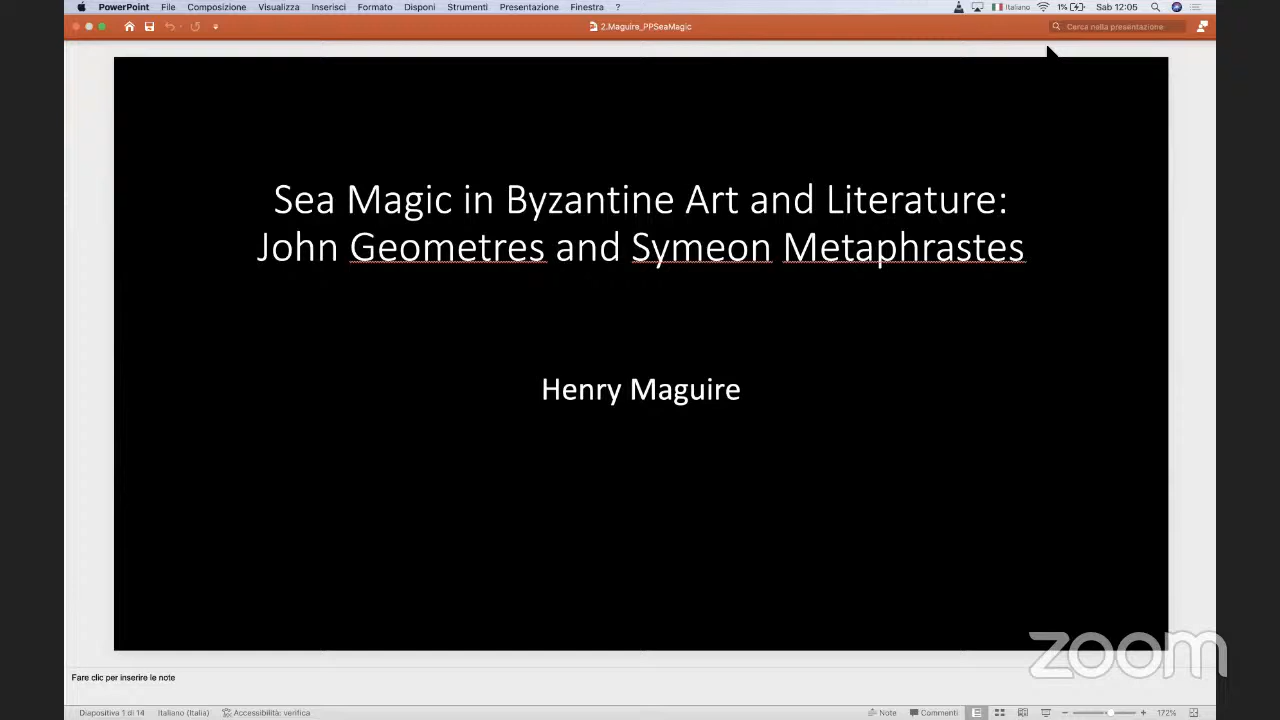 PowerPoint File Composizione Visualizza Inserisci Formato Disponi Strumenti Presentazione Finestra ? Italiano 1% Sab 12:05
2.Maguire_PPSeaMagic Cerca nella presentazione
Sea Magic in Byzantine Art and Literature:
John Geometres and Symeon Metaphrastes
Henry Maguire
zoom
Fare clic per inserire le note
Diapositiva 1 di 14 Italiano (Italia) Accessibilità: verifica Note Commenti 172%